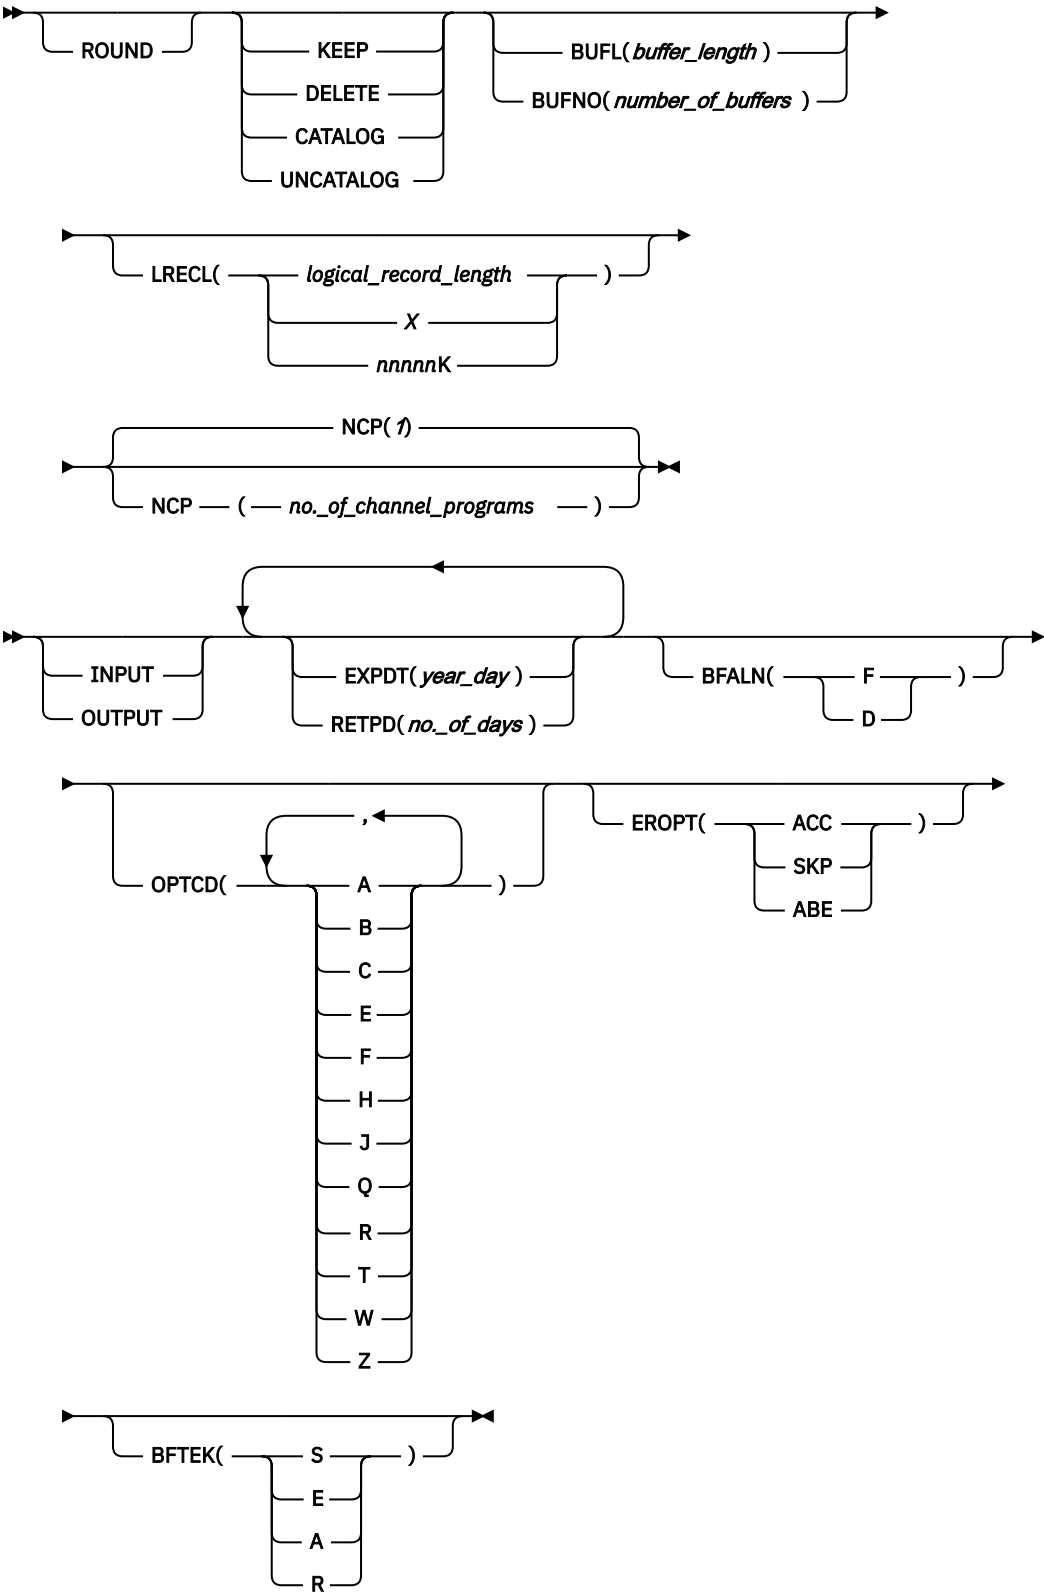 ROUND
KEEP
DELETE
CATALOG
UNCATALOG
BUFL(buffer_length)
BUFNO(number_of_buffers)
LRECL( logical_record_length )
X
nnnnnK
NCP(1)
NCP ( no._of_channel_programs )
INPUT
OUTPUT
EXPDT(year_day)
RETPD(no._of_days)
BFALN( F )
D
,
OPTCD( A )
B
C
E
F
H
J
Q
R
T
W
Z
EROPT( ACC )
SKP
ABE
BFTEK( S )
E
A
R